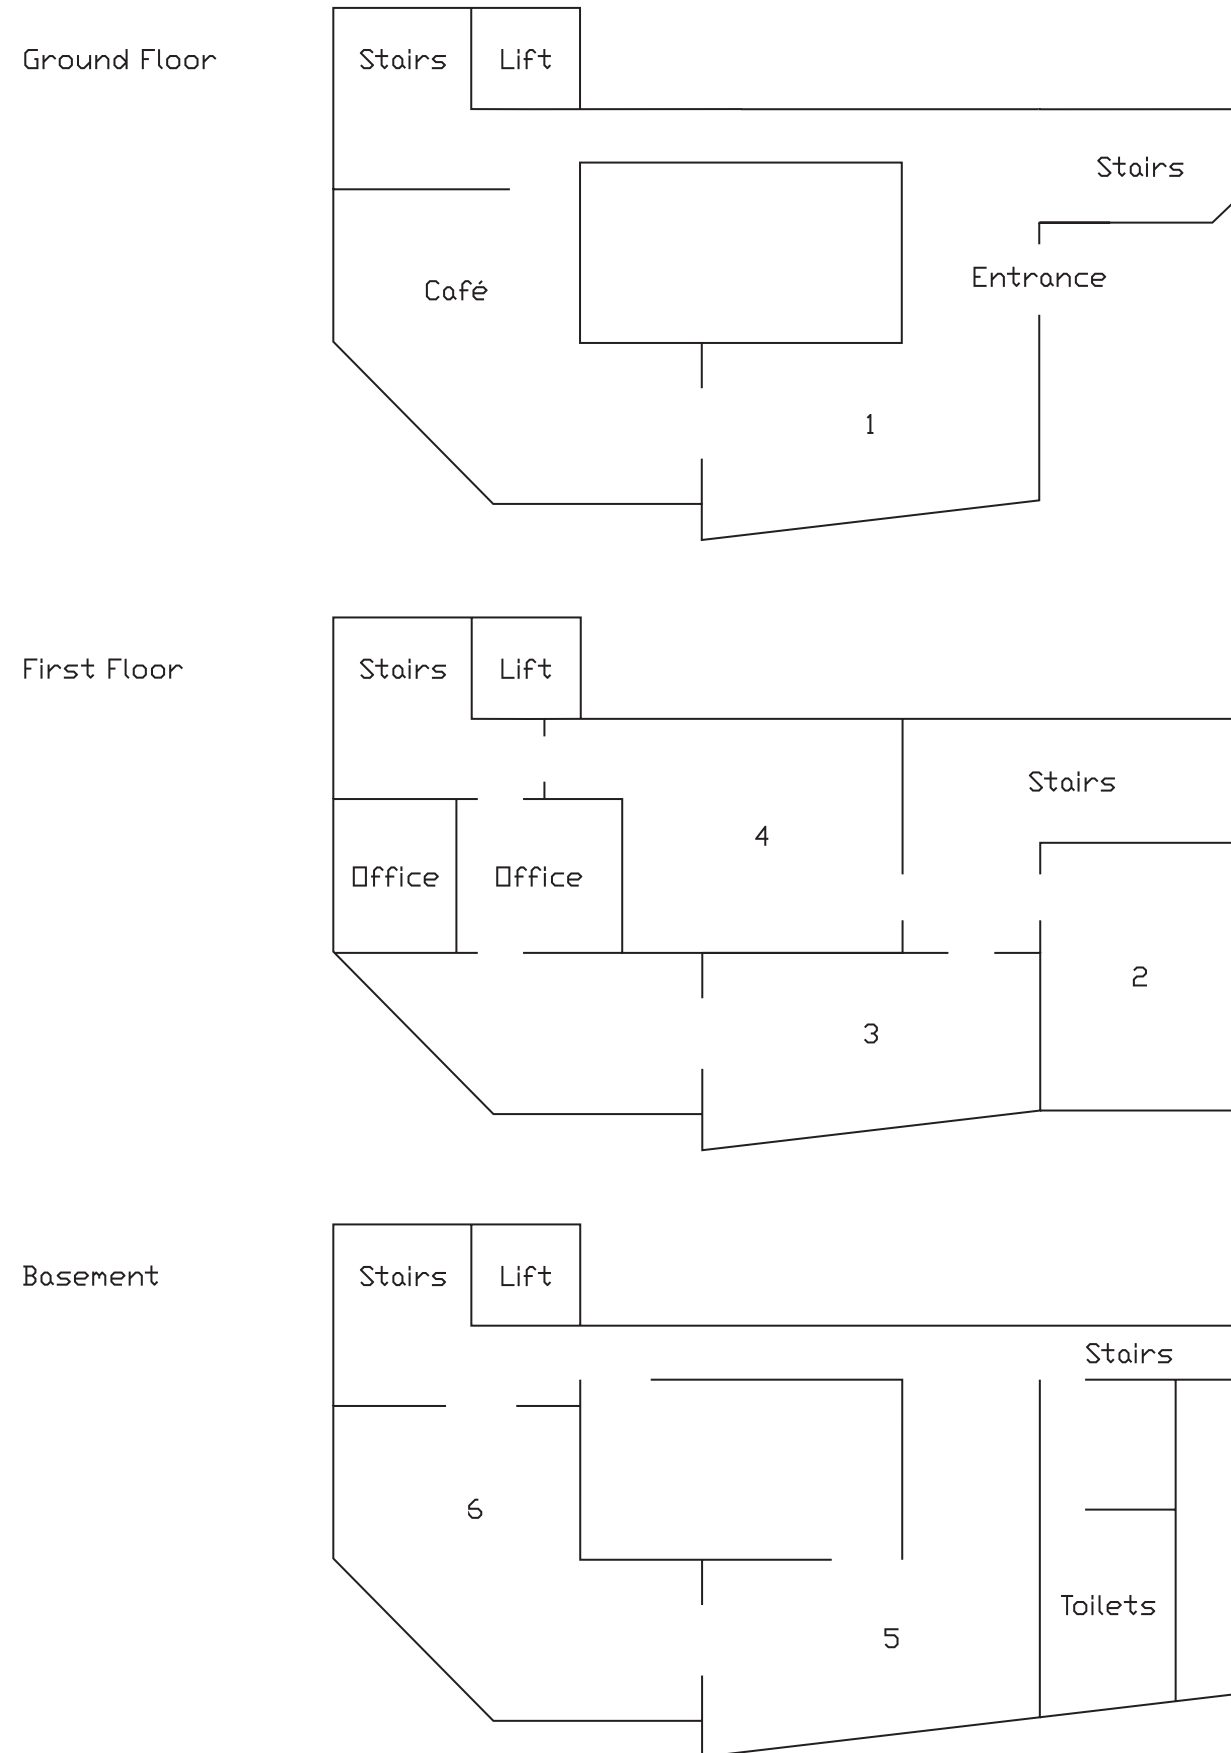 Ground Floor
Stairs
Lift
Stairs
Entrance
Café
1
First Floor
Stairs
Lift
Stairs
4
Office
Office
2
3
Basement
Stairs
Lift
Stairs
6
Toilets
5